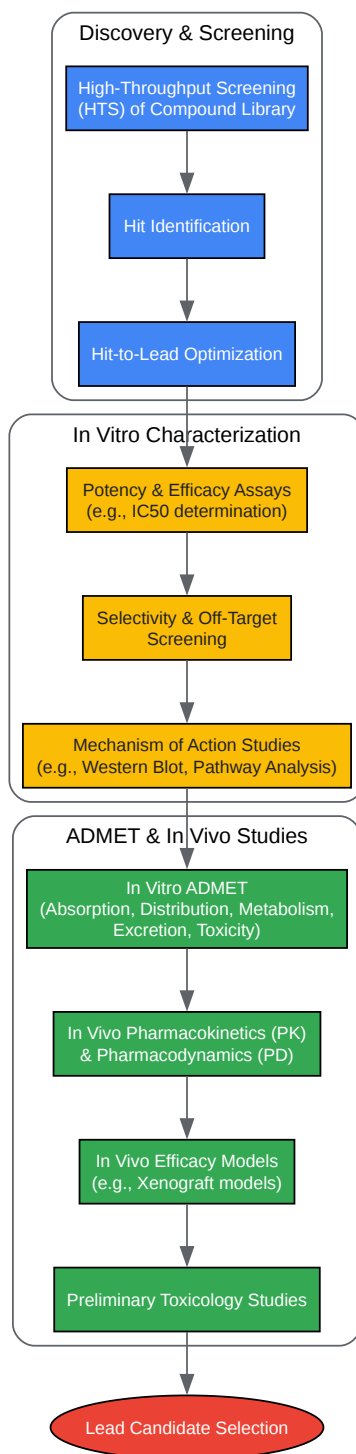 Discovery & Screening
High-Throughput Screening
(HTS) of Compound Library
Hit Identification
Hit-to-Lead Optimization
In Vitro Characterization
Potency & Efficacy Assays
(e.g., IC50 determination)
Selectivity & Off-Target
Screening
Mechanism of Action Studies
(e.g., Western Blot, Pathway Analysis)
ADMET & In Vivo Studies
In Vitro ADMET
(Absorption, Distribution, Metabolism,
Excretion, Toxicity)
In Vivo Pharmacokinetics (PK)
& Pharmacodynamics (PD)
In Vivo Efficacy Models
(e.g., Xenograft models)
Preliminary Toxicology Studies
Lead Candidate Selection